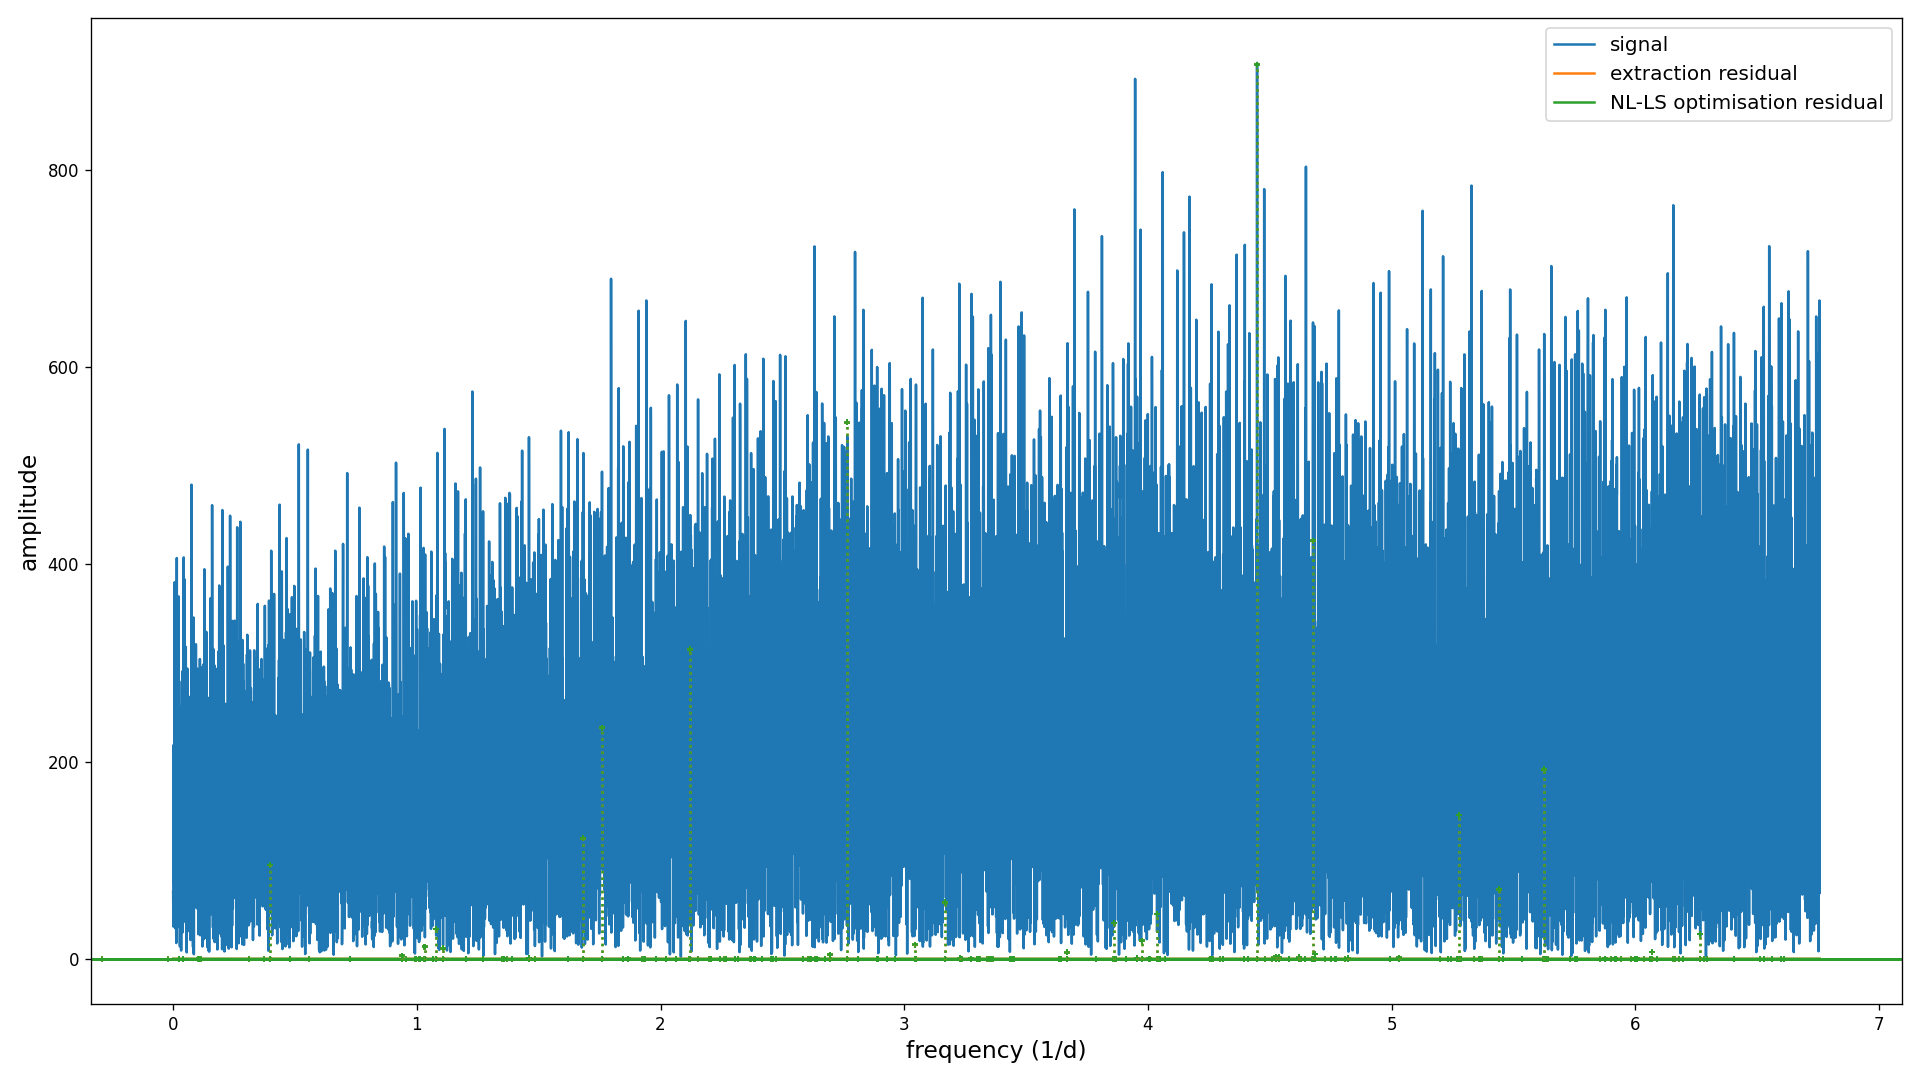 signal
extraction residual
NL-LS optimisation residual
amplitude
800
600
400
200
0
0 1 2 3 4 5 6 7
frequency (1/d)